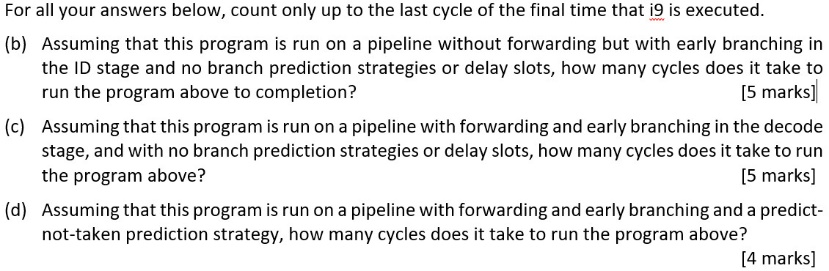 For all your answers below, count only up to the last cycle of the final time that i9 is executed.
(b) Assuming that this program is run on a pipeline without forwarding but with early branching in
the ID stage and no branch prediction strategies or delay slots, how many cycles does it take to
run the program above to completion? [5 marks]
(c) Assuming that this program is run on a pipeline with forwarding and early branching in the decode
stage, and with no branch prediction strategies or delay slots, how many cycles does it take to run
the program above? [5 marks]
(d) Assuming that this program is run on a pipeline with forwarding and early branching and a predict-
not-taken prediction strategy, how many cycles does it take to run the program above?
[4 marks]